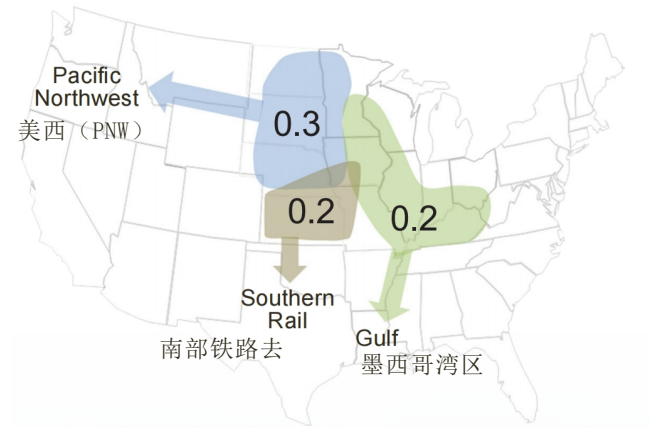 Pacific
Northwest
美西（PNW）
0.3
0.2
0.2
Southern
Rail
南部铁路去
Gulf
墨西哥湾区